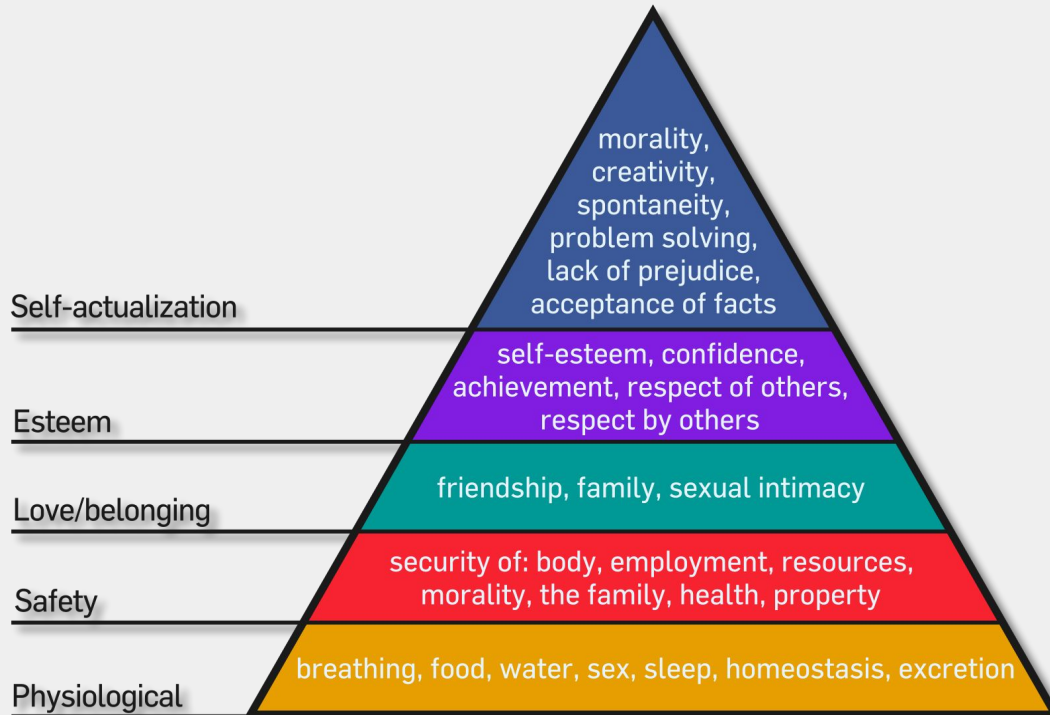 morality,
creativity,
spontaneity,
problem solving,
lack of prejudice,
acceptance of facts
Self-actualization
self-esteem, confidence,
achievement, respect of others,
respect by others
Esteem
friendship, family, sexual intimacy
Love/belonging
security of: body, employment, resources,
morality, the family, health, property
Safety
breathing, food, water, sex, sleep, homeostasis, excretion
Physiological